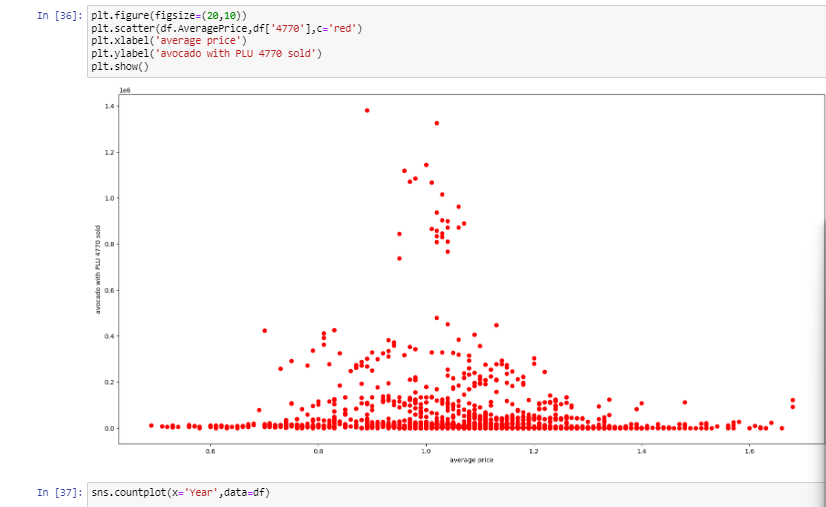 In [36]: plt.figure(figsize=(20,10))
plt.scatter(df.AveragePrice,df['4770'],c='red')
plt.xlabel('average price')
plt.ylabel('avocado with PLU 4770 sold')
plt.show()
1e6
1.4
1.2
1.0
0.8
0.6
0.4
0.2
0.0
avocado with PLU 4770 sold
0.6 0.8 1.0 1.2 1.4 1.6
average price
In [37]: sns.countplot(x='Year',data=df)